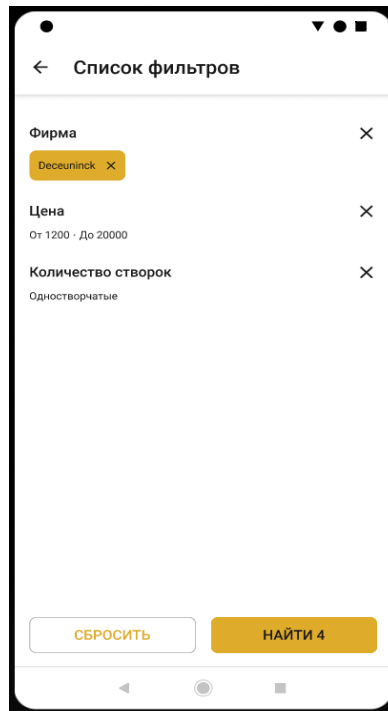 Список фильтров
Фирма
Deceuninck
Цена
От 1200 - До 20000
Количество створок
Одностворчатые
СБРОСИТЬ НАЙТИ 4